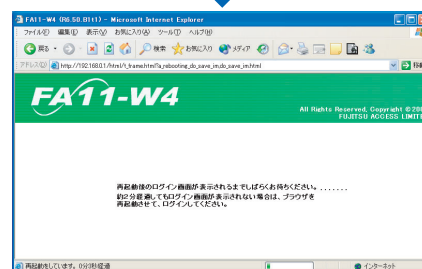 FA11-W4 (R6.50.B1t1) - Microsoft Internet Explorer
ファイル(F) 編集(E) 表示(V) お気に入り(A) ツール(T) ヘルプ(H)
戻る 検索 お気に入り メディア
アドレス(D) http://192.168.0.1/html/t_frame.html?a_rebooting_do_save_im,do_save_im.html 移動
FA11-W4
All Rights Reserved, Copyright © 200
FUJITSU ACCESS LIMITE
再起動後のログイン画面が表示されるまでしばらくお待ちください。.......
約2分経過してもログイン画面が表示されない場合は、ブラウザを
再起動させて、ログインしてください。
再起動をしています。0分3秒経過 インターネット